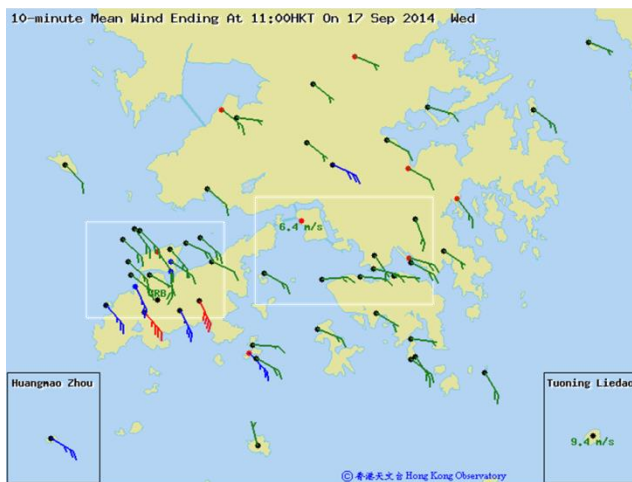 10-minute Mean Wind Ending At 11:00HKT On 17 Sep 2014 Wed
6.4 m/s
VRB
Huangmao Zhou
Tuoning Liedao
9.4 m/s
© 香港天文台 Hong Kong Observatory